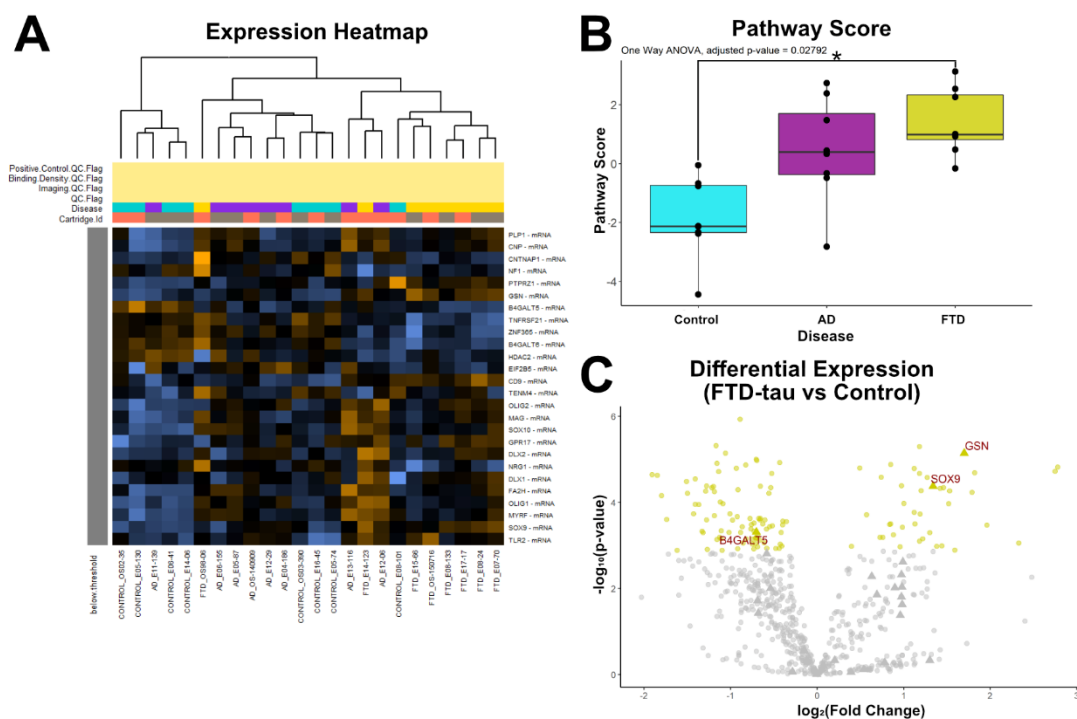 A
Expression Heatmap
Positive.Control.QC.Flag
Binding.Density.QC.Flag
Imaging.QC.Flag
QC.Flag
Disease
Cartridge.Id
PLP1 - mRNA
CNP - mRNA
CNTNAP1 - mRNA
NF1 - mRNA
PTPRZ1 - mRNA
GSN - mRNA
B4GALT5 - mRNA
TNFRSF21 - mRNA
ZNF365 - mRNA
B4GALT6 - mRNA
HDAC2 - mRNA
EIF2B5 - mRNA
CD9 - mRNA
TENM4 - mRNA
OLIG2 - mRNA
MAG - mRNA
SOX10 - mRNA
GPR17 - mRNA
DLX2 - mRNA
NRG1 - mRNA
DLX1 - mRNA
FA2H - mRNA
OLIG1 - mRNA
MYRF - mRNA
SOX9 - mRNA
TLR2 - mRNA
below.threshold
CONTROL_OS02-35
CONTROL_E05-130
AD_E11-139
CONTROL_E09-41
CONTROL_E14-06
FTD_OS98-06
AD_E08-155
AD_E05-87
AD_E12-29
AD_E04-186
CONTROL_OS03-390
CONTROL_E16-45
CONTROL_E05-74
AD_E13-116
FTD_E14-123
AD_E12-06
CONTROL_E08-101
FTD_E15-66
FTD_E08-133
FTD_E17-17
FTD_E09-24
FTD_E07-70
B
Pathway Score
One Way ANOVA, adjusted p-value = 0.02792
*
Pathway Score
2
0
-2
-4
Control
AD
FTD
Disease
C
Differential Expression
(FTD-tau vs Control)
-log₁₀(p-value)
6
4
2
0
GSN
SOX9
B4GALT5
-2
-1
0
1
2
3
log₂(Fold Change)